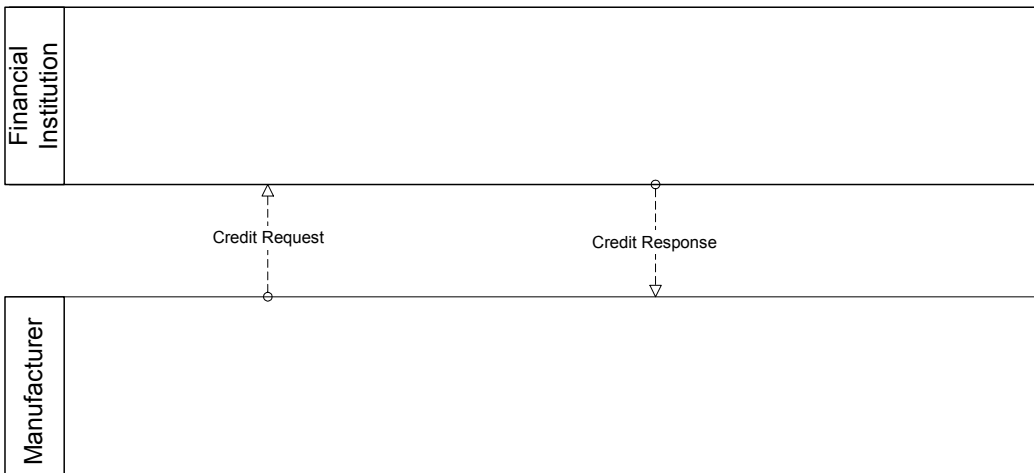 Financial
Institution
Credit Request
Credit Response
Manufacturer